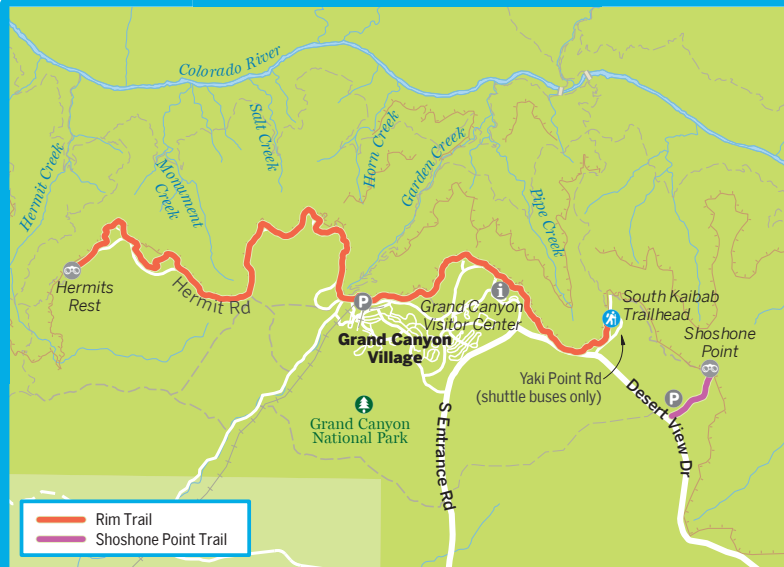 Colorado River
Hermit Creek
Monument
Creek
Salt Creek
Horn Creek
Garden Creek
Pipe Creek
Hermits
Rest
Hermit Rd
P
i
Grand Canyon
Visitor Center
Grand Canyon
Village
South Kaibab
Trailhead
Shoshone
Point
Yaki Point Rd
(shuttle buses only)
P
Desert View Dr
S Entrance Rd
Grand Canyon
National Park
Rim Trail
Shoshone Point Trail